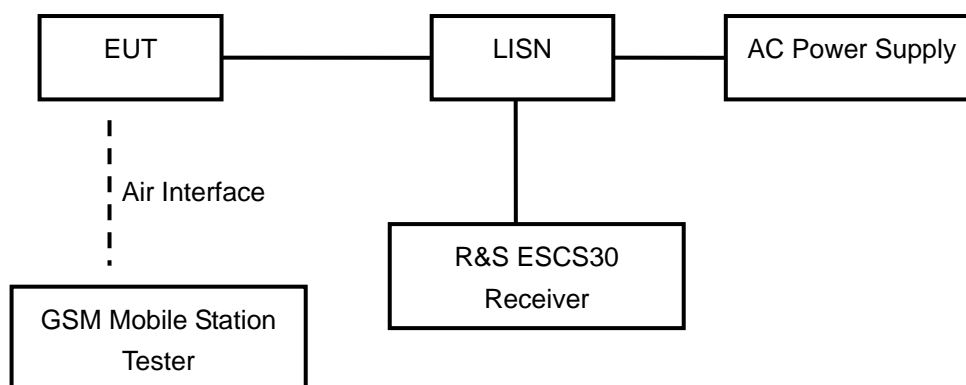 EUT
LISN
AC Power Supply
Air Interface
R&S ESCS30
Receiver
GSM Mobile Station
Tester